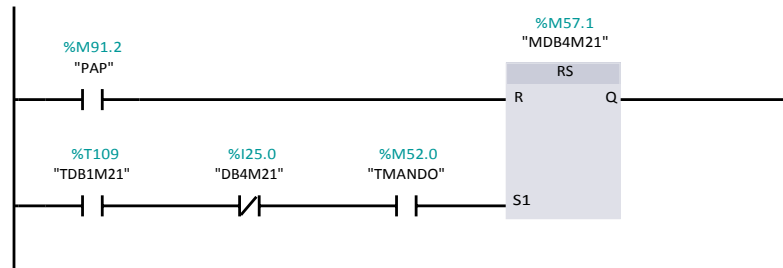 %M57.1
"MDB4M21"
%M91.2
"PAP"
RS
R
Q
%T109
"TDB1M21"
%I25.0
"DB4M21"
%M52.0
"TMANDO"
S1